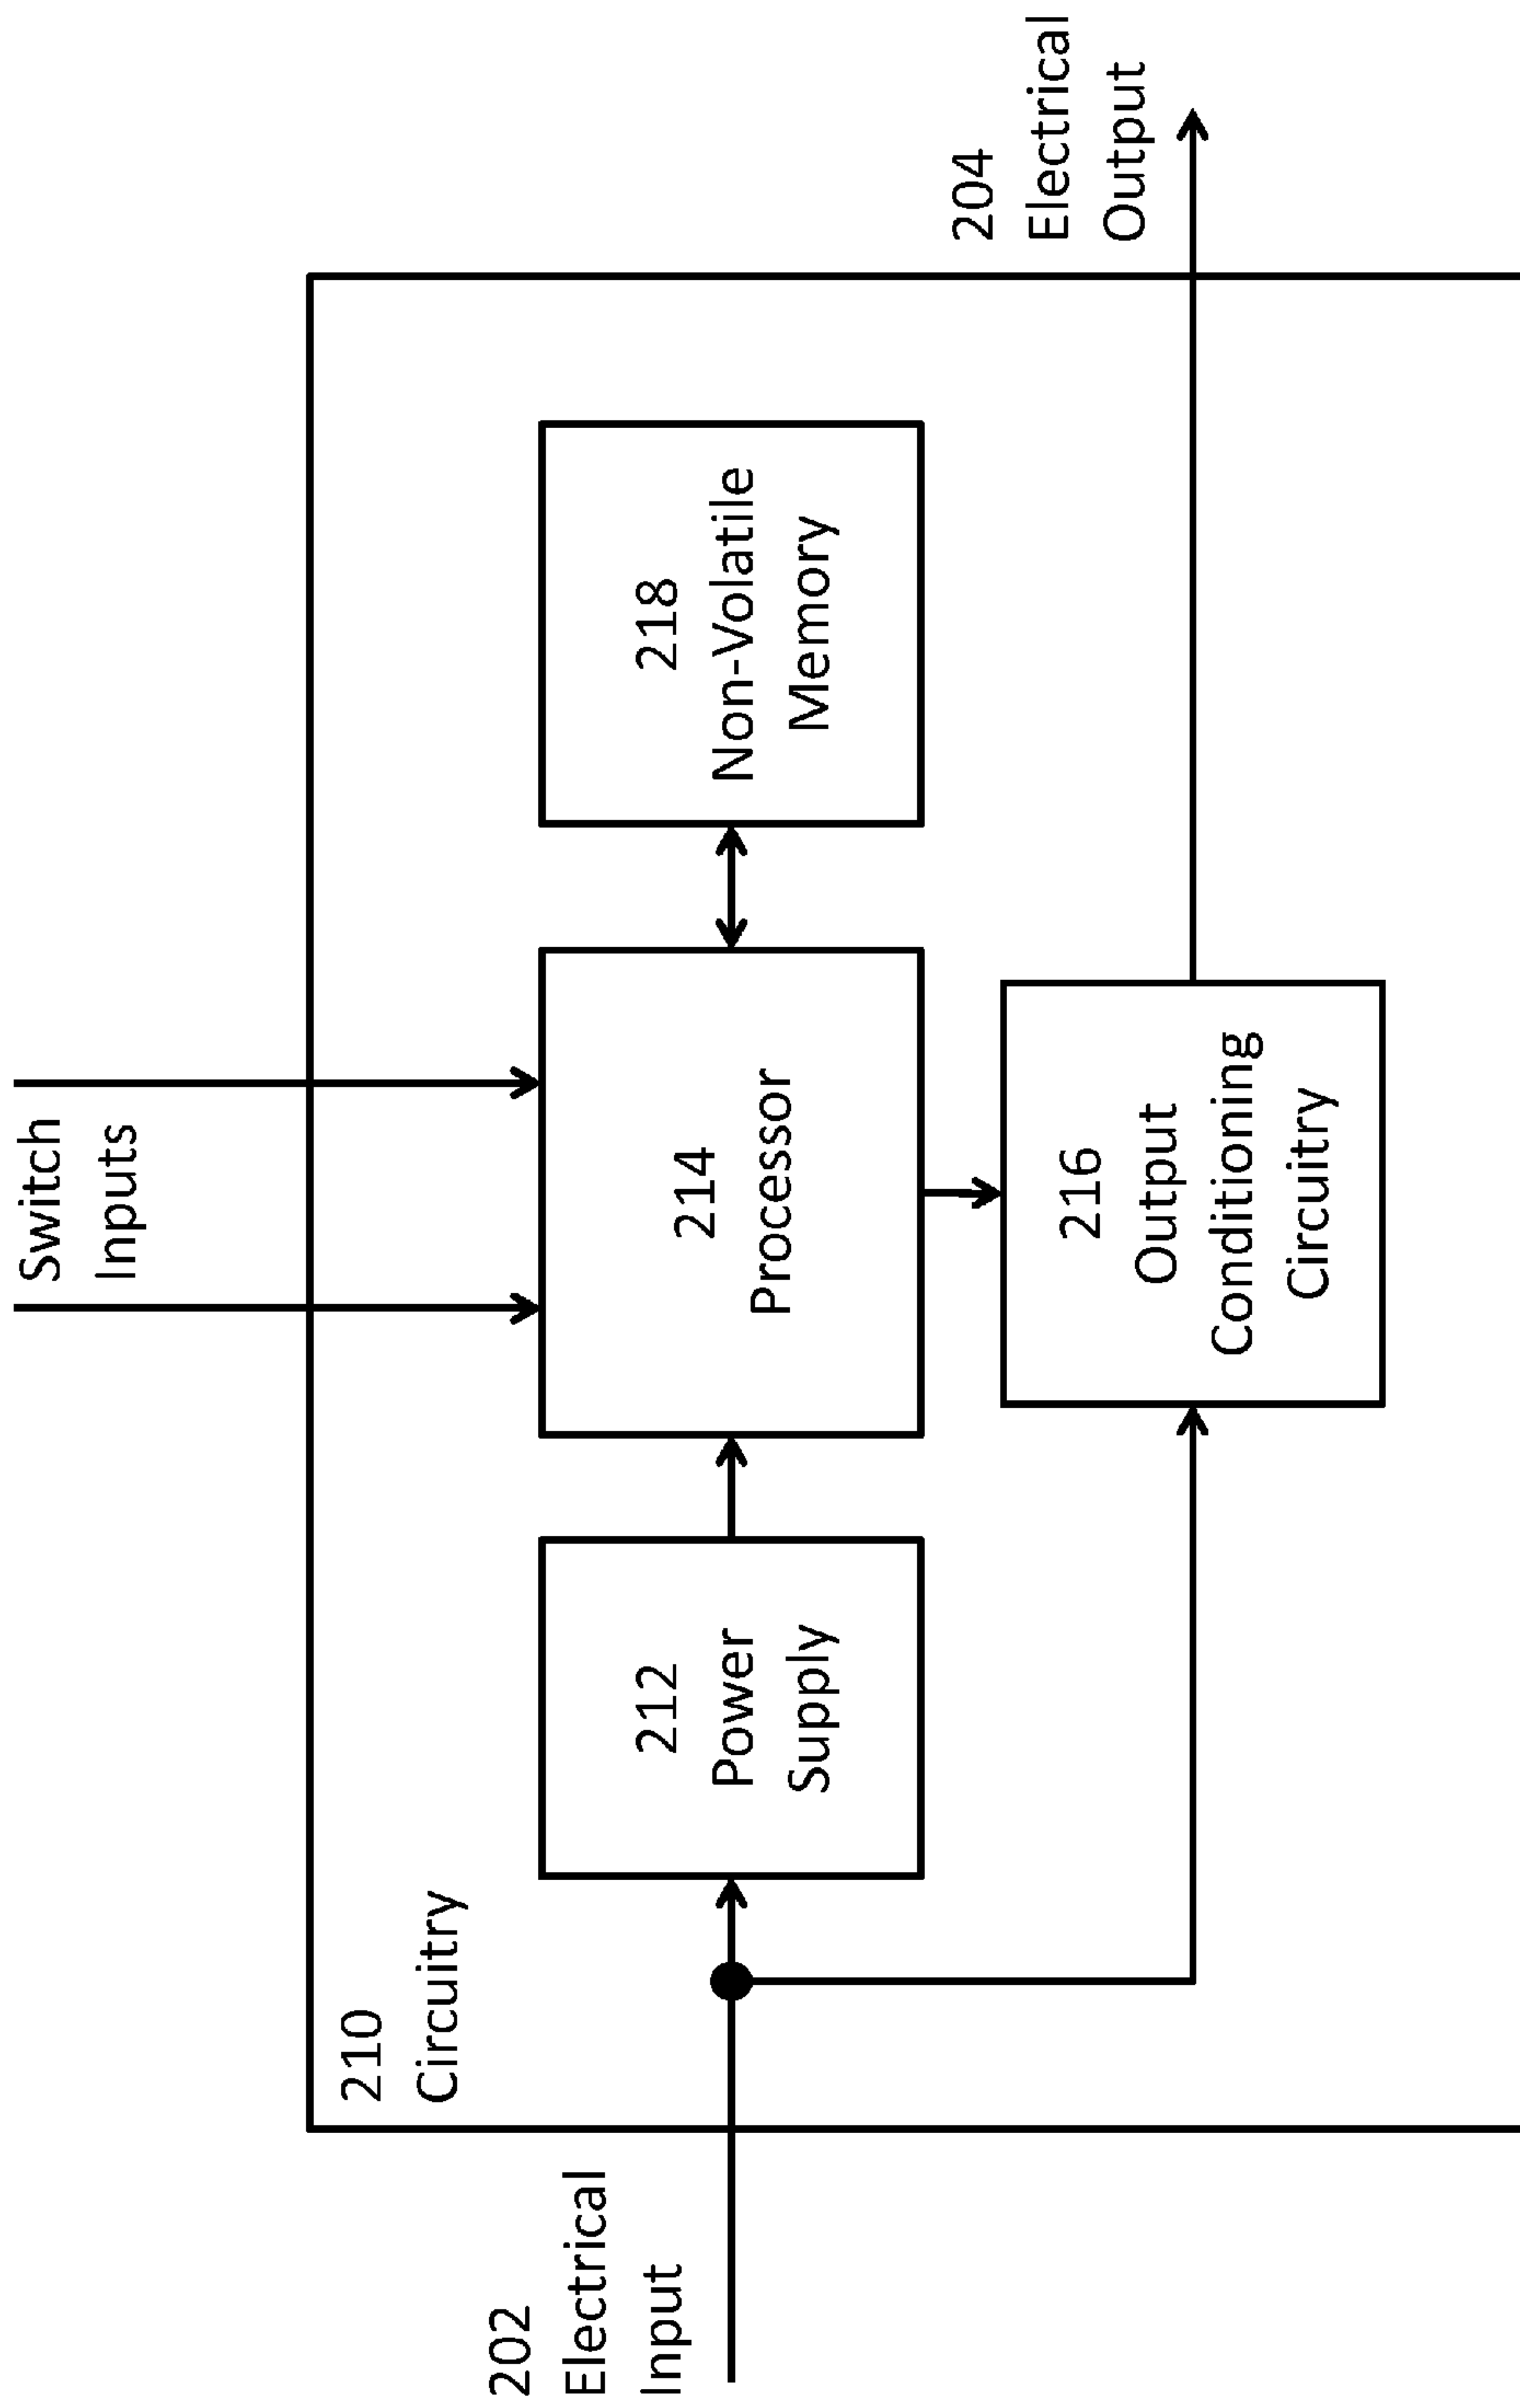 Switch
Inputs
210
Circuitry
202
Electrical
Input
212
Power
Supply
214
Processor
218
Non-Volatile
Memory
216
Output
Conditioning
Circuitry
204
Electrical
Output